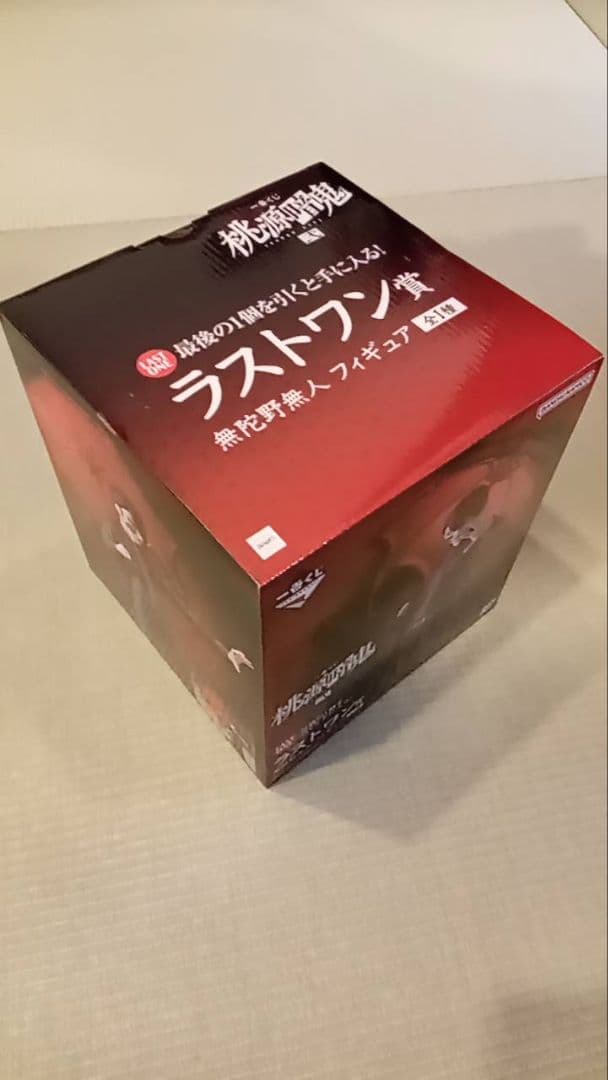 一番くじ
桃源暗鬼
LAST ONE
最後の1個を引くと手に入る!
ラストワン賞
無陀野無人 フィギュア 全1種
一番くじ
桃源暗鬼
ラストワン賞